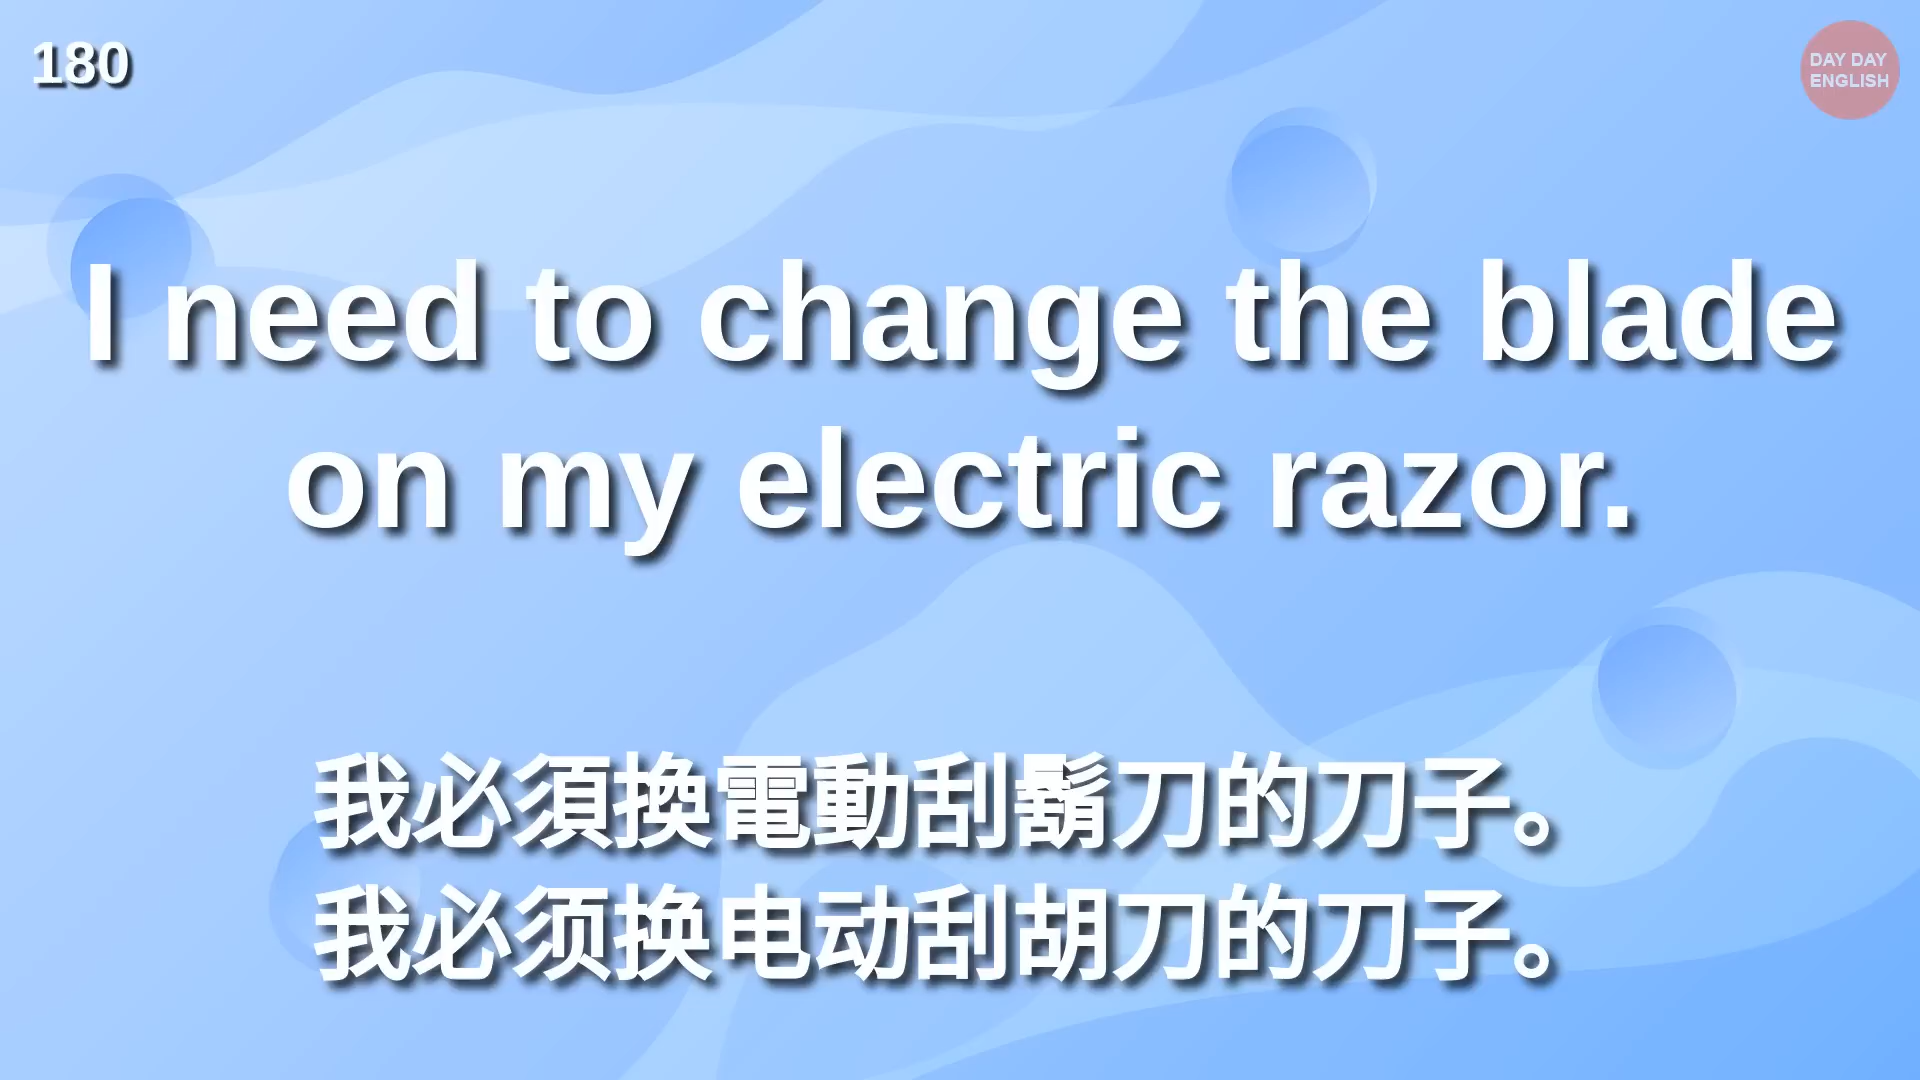 180
DAY DAY
ENGLISH
I need to change the blade
on my electric razor.
我必須換電動刮鬍刀的刀子。
我必须换电动刮胡刀的刀子。